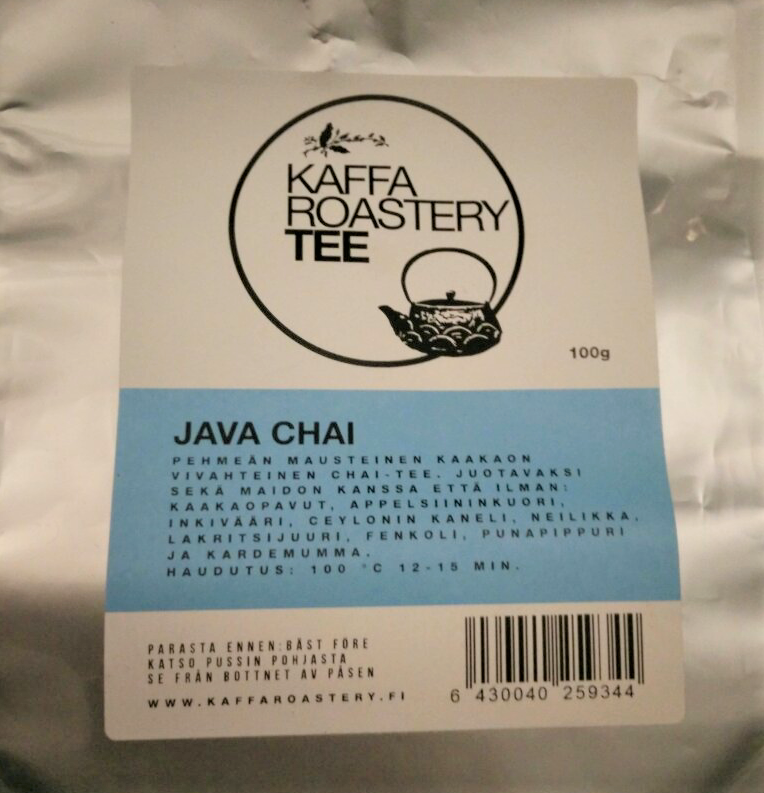 KAFFA
ROASTERY
TEE
100g
JAVA CHAI
PEHMEÄN MAUSTEINEN KAAKAON
VIVAHTEINEN CHAI-TEE. JUOTAVAKSI
SEKÄ MAIDON KANSSA ETTÄ ILMAN:
KAAKAOPAVUT, APPELSIININKUORI,
INKIVÄÄRI, CEYLONIN KANELI, NEILIKKA,
LAKRITSIJUURI, FENKOLI, PUNAPIPPURI
JA KARDEMUMMA.
HAUDUTUS: 100 °C 12-15 MIN.
PARASTA ENNEN:BÄST FÖRE
KATSO PUSSIN POHJASTA
SE FRÅN BOTTNET AV PÅSEN
WWW.KAFFAROASTERY.FI
6 430040 259344